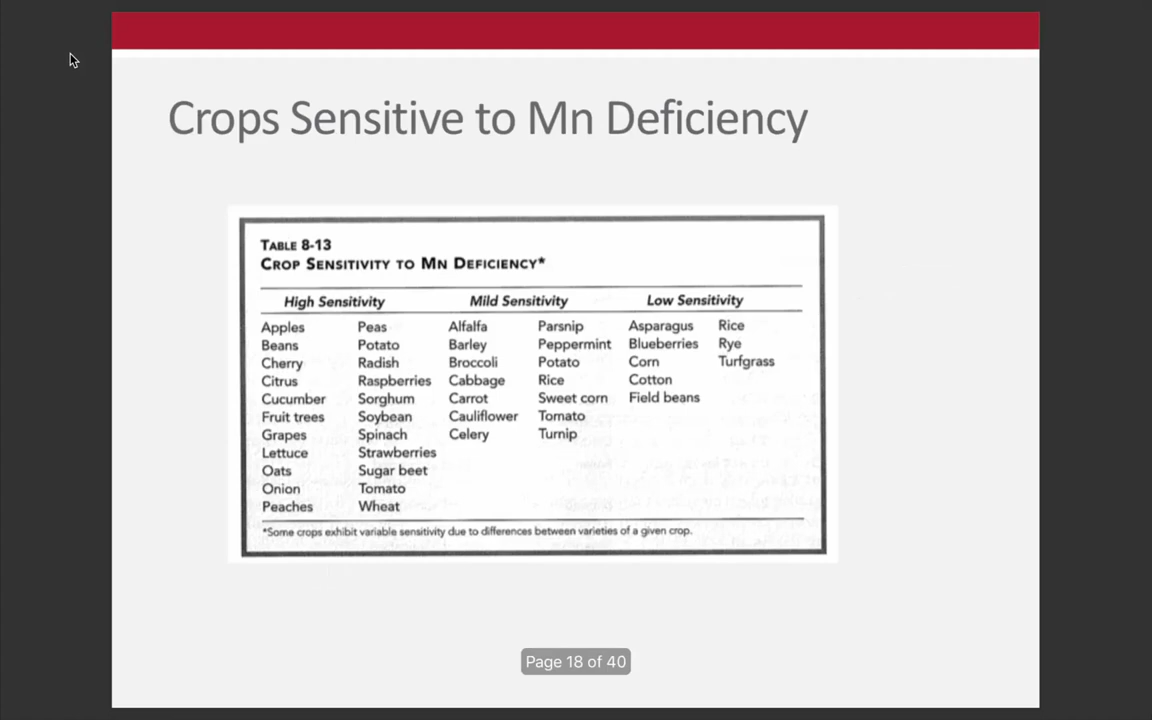 Crops Sensitive to Mn Deficiency
TABLE 8-13
CROP SENSITIVITY TO MN DEFICIENCY*
High Sensitivity Mild Sensitivity Low Sensitivity
Apples Peas Alfalfa Parsnip Asparagus Rice
Beans Potato Barley Peppermint Blueberries Rye
Cherry Radish Broccoli Potato Corn Turfgrass
Citrus Raspberries Cabbage Rice Cotton
Cucumber Sorghum Carrot Sweet corn Field beans
Fruit trees Soybean Cauliflower Tomato
Grapes Spinach Celery Turnip
Lettuce Strawberries
Oats Sugar beet
Onion Tomato
Peaches Wheat
*Some crops exhibit variable sensitivity due to differences between varieties of a given crop.
Page 18 of 40